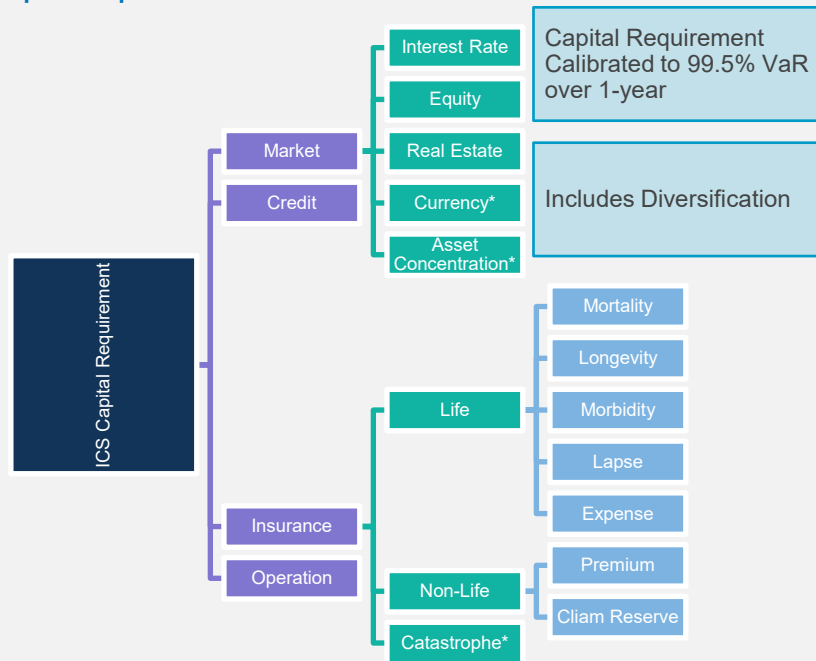 Interest Rate
Capital Requirement
Calibrated to 99.5% VaR
over 1-year
Equity
Market
Real Estate
Credit
Currency*
Includes Diversification
Asset
Concentration*
ICS Capital Requirement
Mortality
Longevity
Life
Morbidity
Lapse
Insurance
Expense
Operation
Non-Life
Premium
Cliam Reserve
Catastrophe*